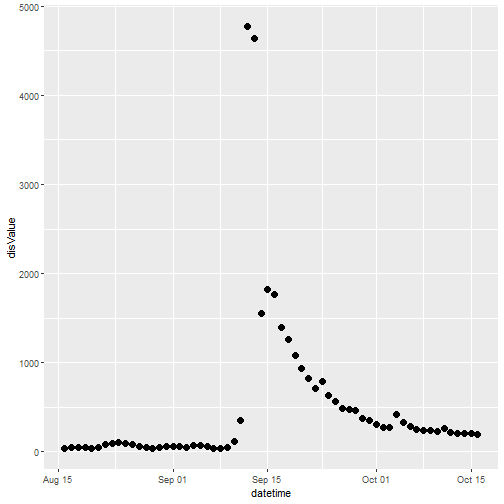 5000
4000
3000
2000
1000
0
disValue
Aug 15
Sep 01
Sep 15
Oct 01
Oct 15
datetime